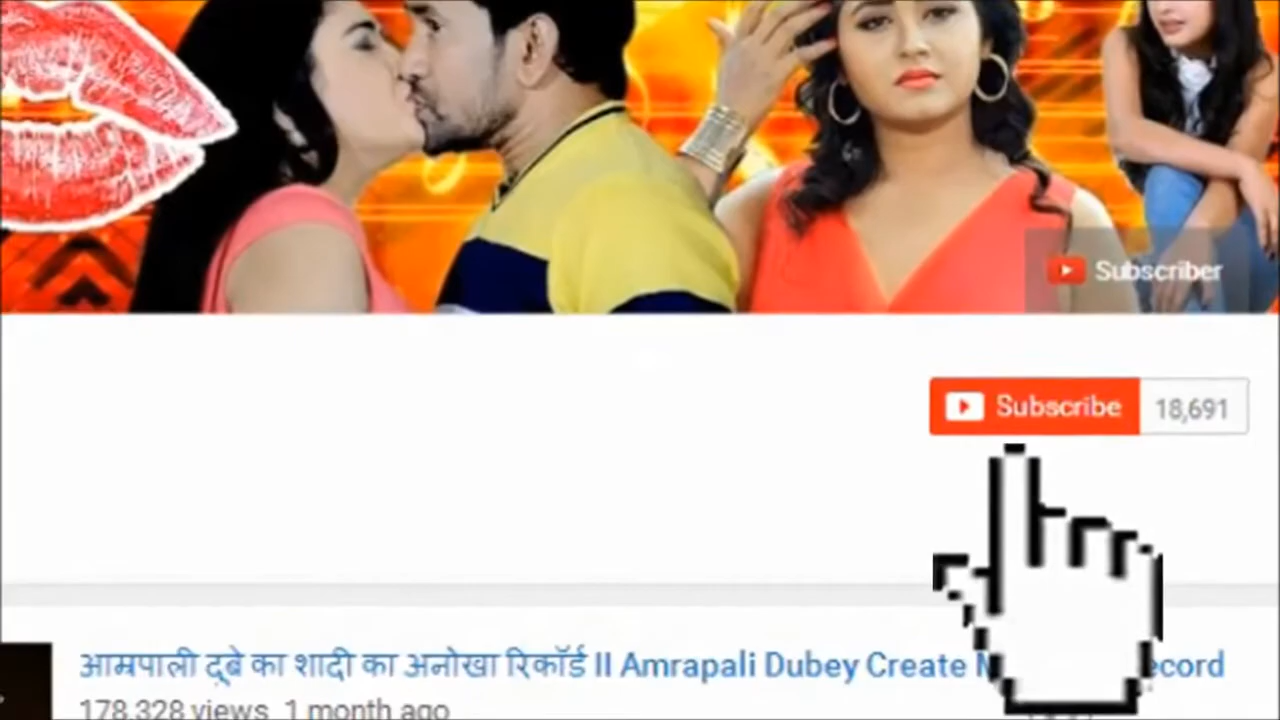 Subscriber
Subscribe 18,691
आम्रपाली दूबे का शादी का अनोखा रिकॉर्ड II Amrapali Dubey Create
178,328 views 1 month ago